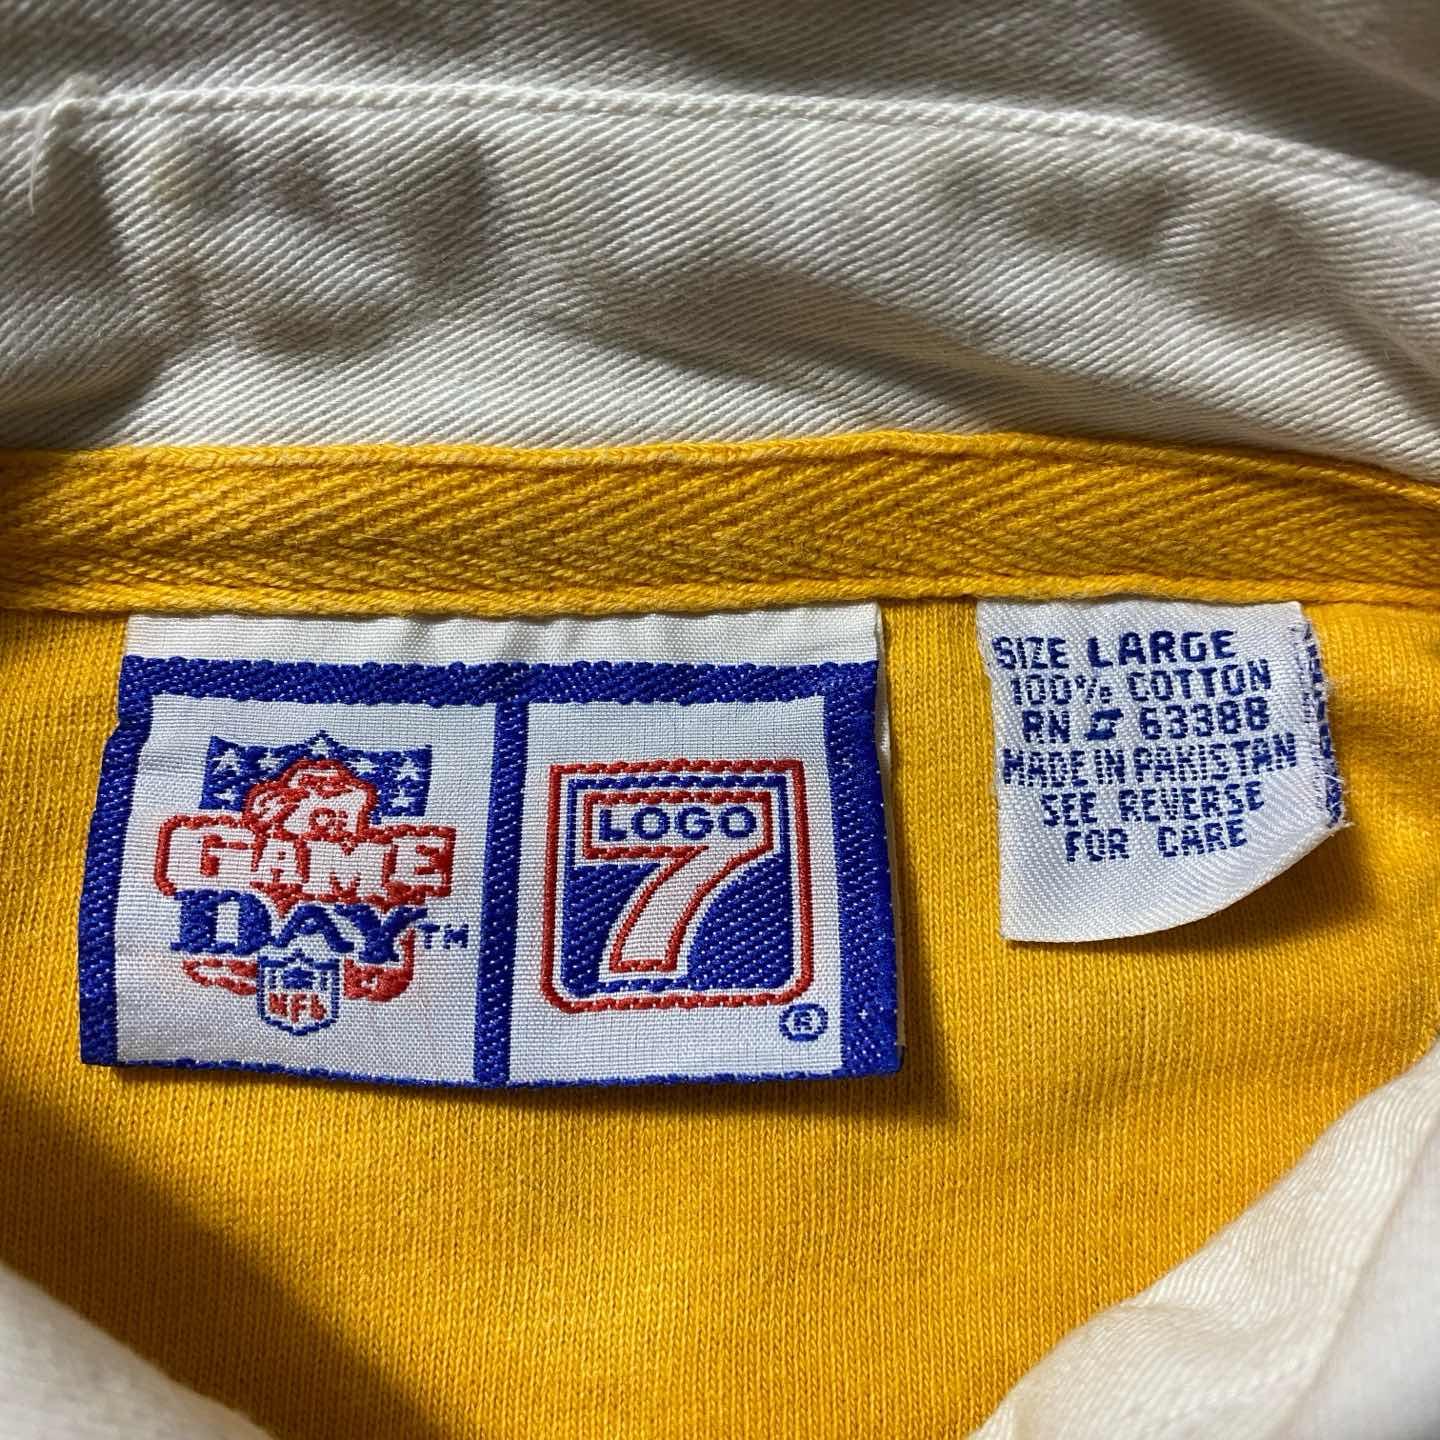 GAME
DAY™
NFL
LOGO
7
®
SIZE LARGE
100% COTTON
RN # 63388
MADE IN PAKISTAN
SEE REVERSE
FOR CARE